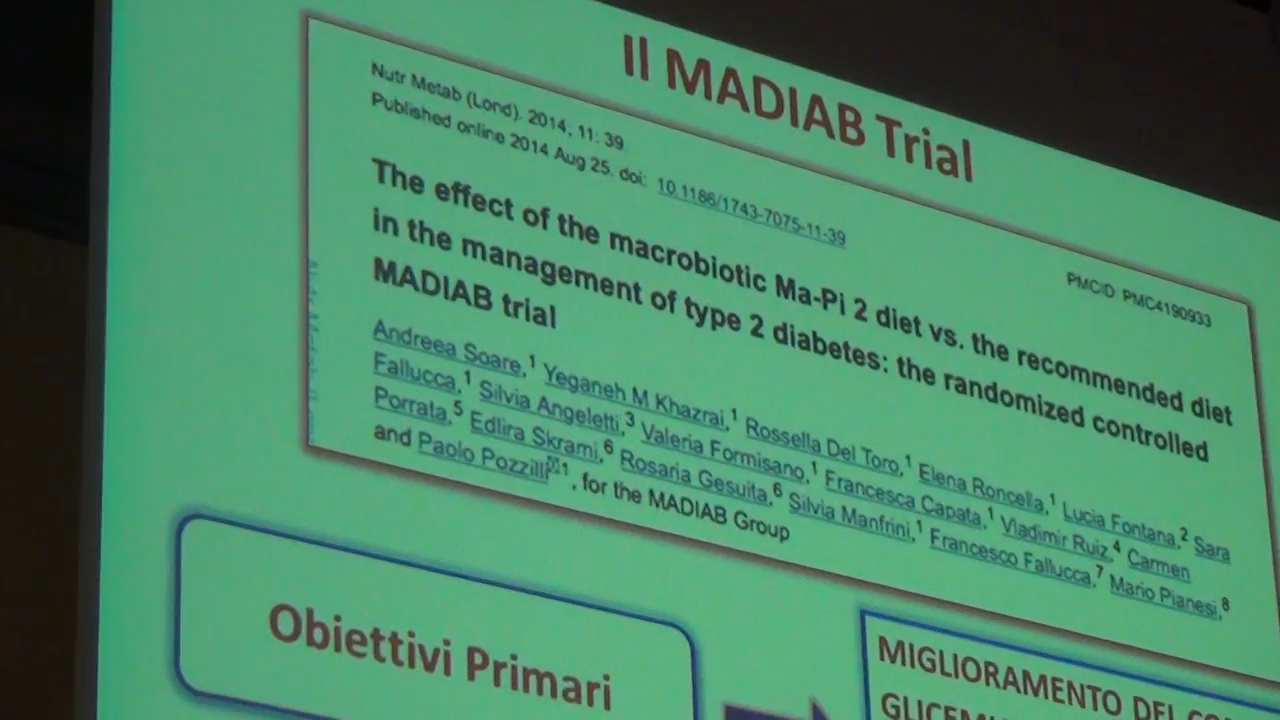 Il MADIAB Trial
Nutr Metab (Lond). 2014; 11: 39.
Published online 2014 Aug 25. doi: 10.1186/1743-7075-11-39
PMCID: PMC4190933
The effect of the macrobiotic Ma-Pi 2 diet vs. the recommended diet
in the management of type 2 diabetes: the randomized controlled
MADIAB trial
Andreea Soare,1 Yeganeh M Khazrai,1 Rossella Del Toro,1 Elena Roncella,1 Lucia Fontana,2 Sara
Fallucca,1 Silvia Angeletti,3 Valeria Formisano,1 Francesca Capata,1 Vladimir Ruiz,4 Carmen
Porrata,5 Edlira Skrami,6 Rosaria Gesuita,6 Silvia Manfrini,1 Francesco Fallucca,7 Mario Pianesi,8
and Paolo Pozzilli✉1, for the MADIAB Group
Obiettivi Primari
MIGLIORAMENTO DEL